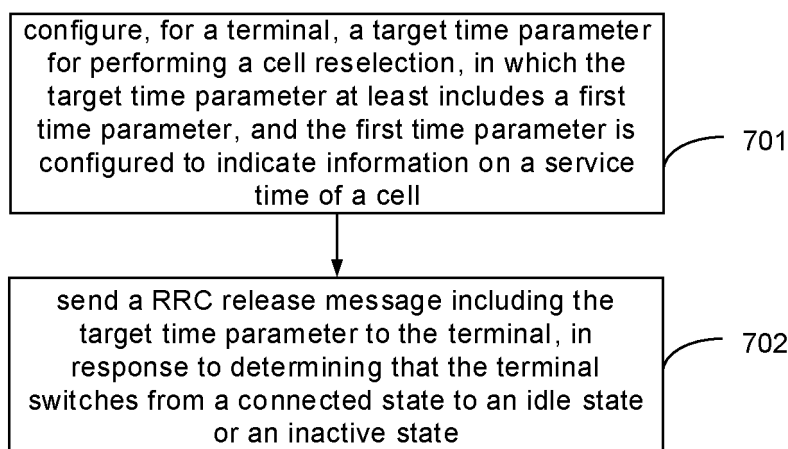 configure, for a terminal, a target time parameter
for performing a cell reselection, in which the
target time parameter at least includes a first
time parameter, and the first time parameter is
configured to indicate information on a service
time of a cell
701
send a RRC release message including the
target time parameter to the terminal, in
response to determining that the terminal
switches from a connected state to an idle state
or an inactive state
702